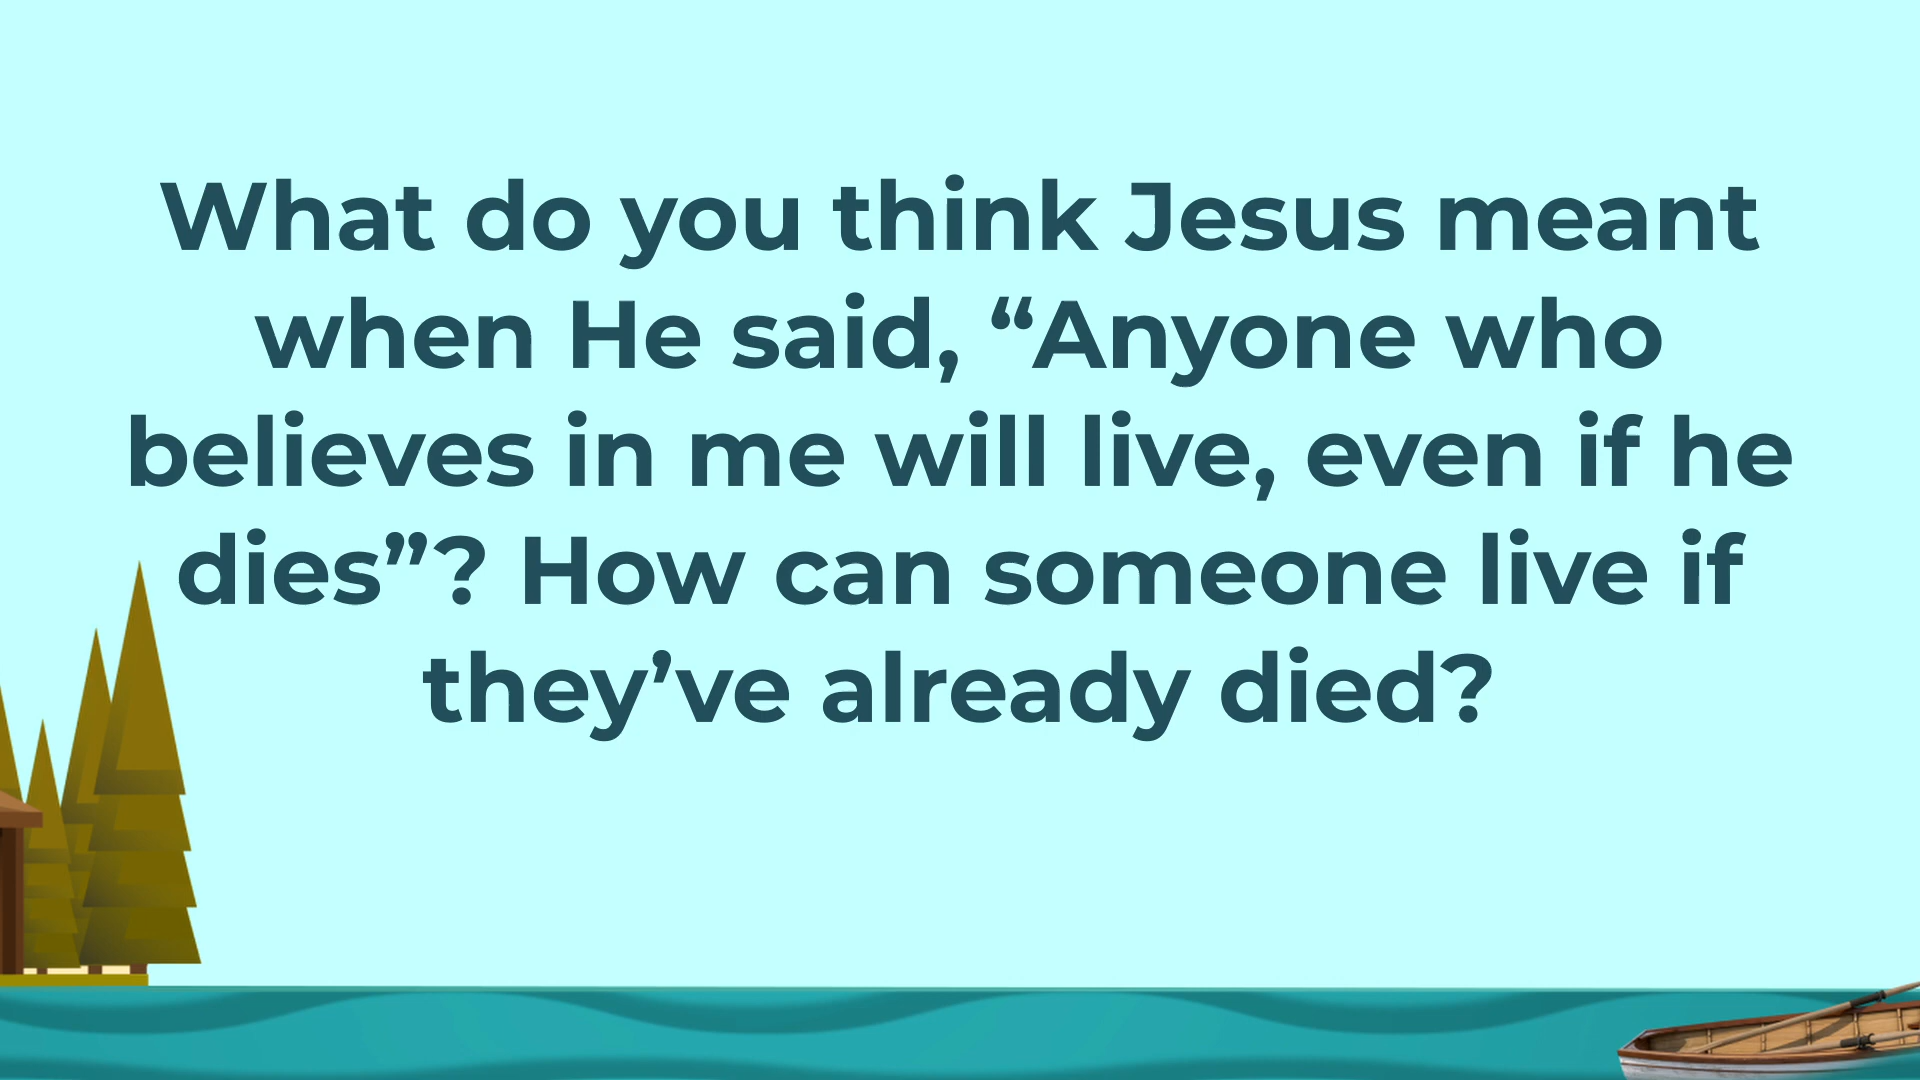 What do you think Jesus meant
when He said, “Anyone who
believes in me will live, even if he
dies”? How can someone live if
they’ve already died?